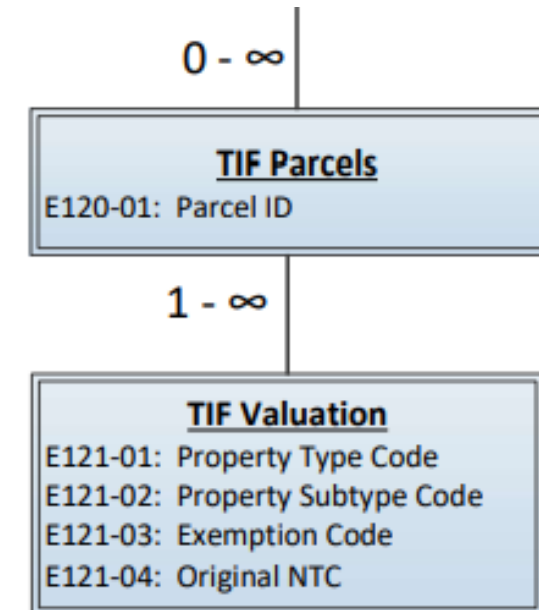 0 - ∞
TIF Parcels
E120-01: Parcel ID
1 - ∞
TIF Valuation
E121-01: Property Type Code
E121-02: Property Subtype Code
E121-03: Exemption Code
E121-04: Original NTC